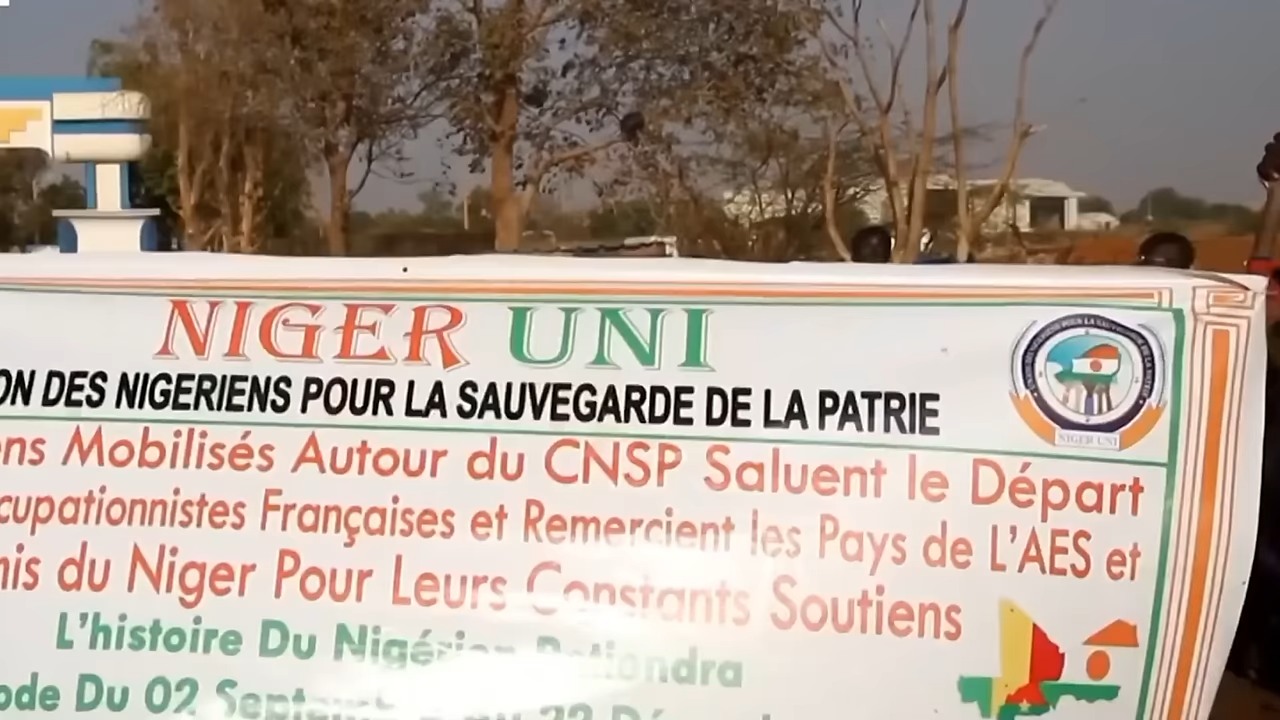 NIGER UNI
ON DES NIGERIENS POUR LA SAUVEGARDE DE LA PATRIE
NIGER UNI
ens Mobilisés Autour du CNSP Saluent le Départ
cupationnistes Françaises et Remercient les Pays de L'AES et
mis du Niger Pour Leurs Constants Soutiens
L'histoire Du Nigérien
ode Du 02